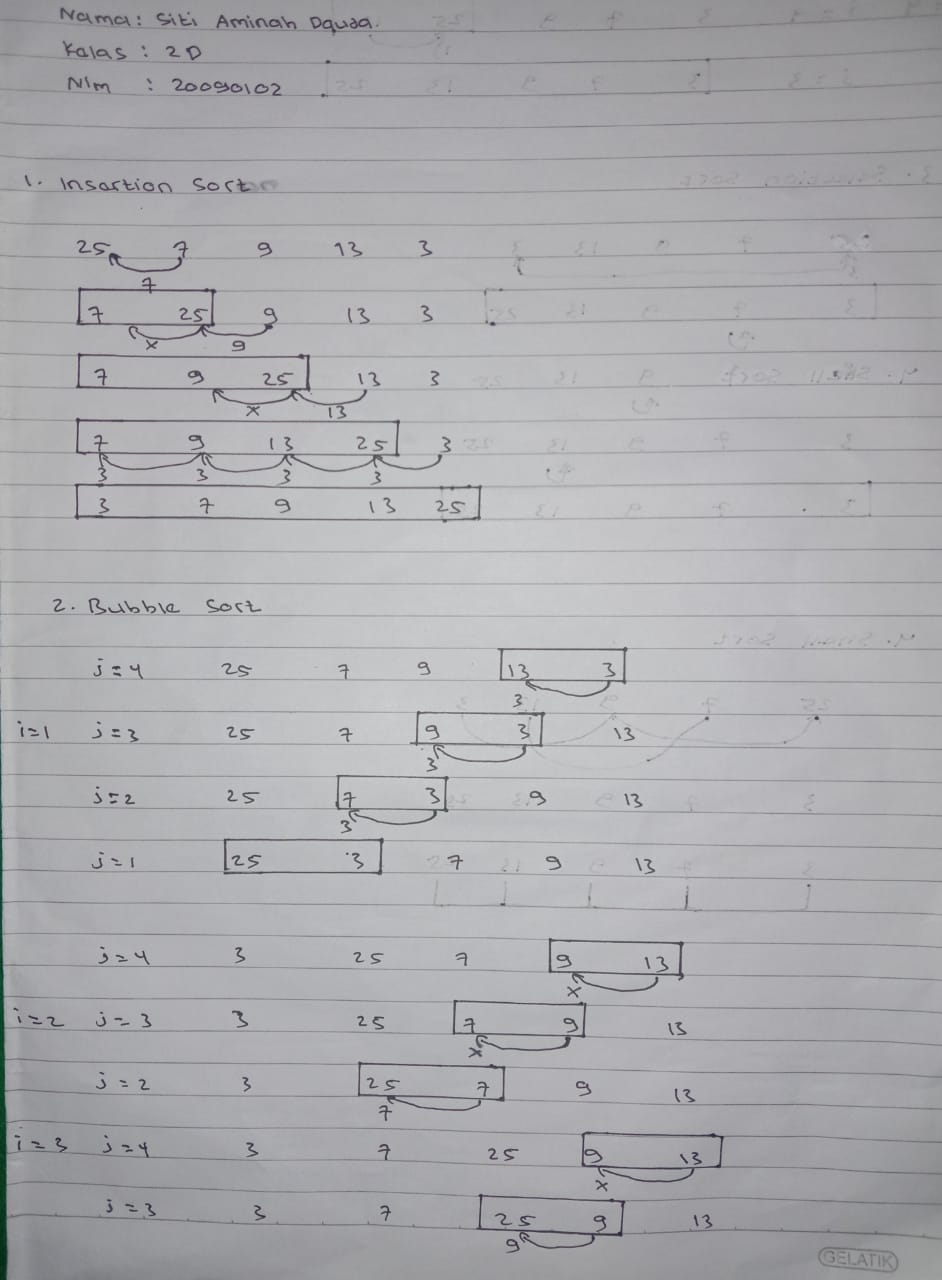 Nama : Siti Aminah Dauda.
Kalas : 2D
NIm : 20090102
1. Insartion Sort
25 7 9 13 3
7
7 25 9 13 3
x 9
7 9 25 13 3
x 13
7 9 13 25 3
3 3 3 3
3 7 9 13 25
2. Bubble Sort
j=4 25 7 9 13 3
3
i=1 j=3 25 7 9 3 13
3
j=2 25 7 3 9 13
3
j=1 25 3 7 9 13
j=4 3 25 7 9 13
x
i=2 j=3 3 25 7 9 13
x
j=2 3 25 7 9 13
7
i=3 j=4 3 7 25 9 13
x
j=3 3 7 25 9 13
9
GELATIK